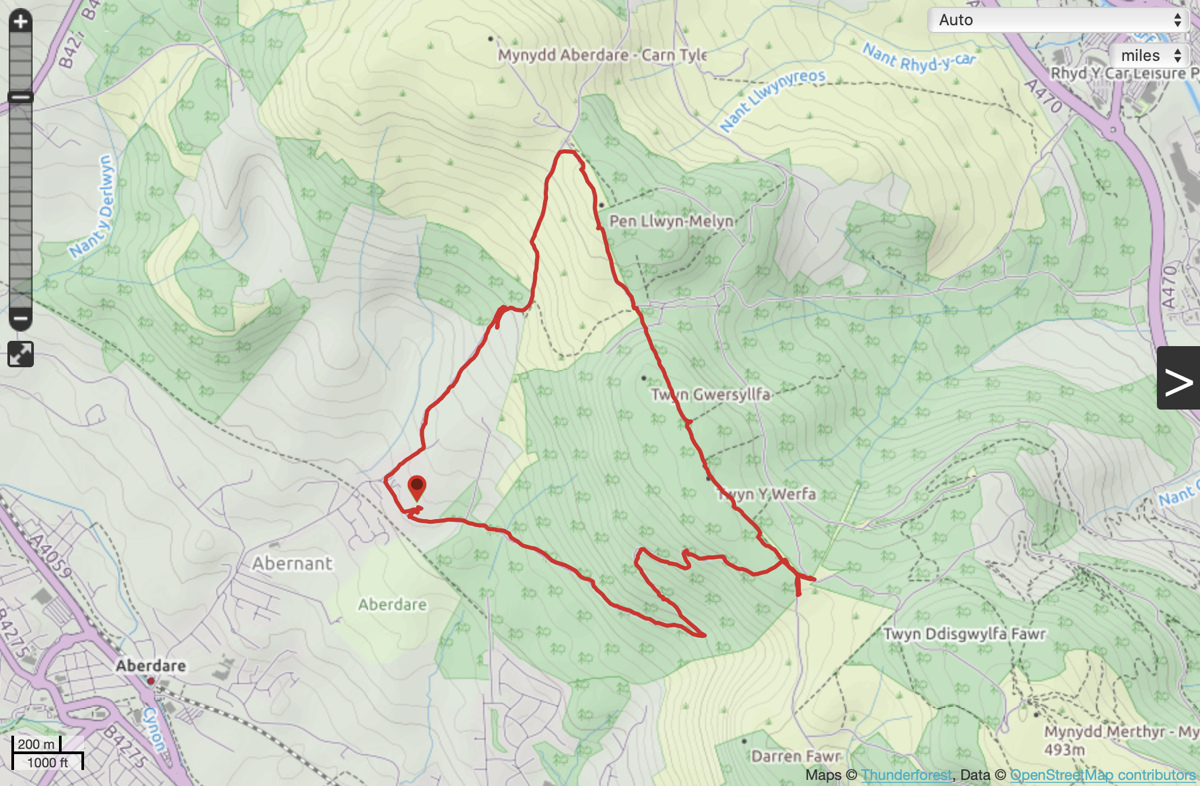 +
Auto
miles
B42
B4
Mynydd Aberdare - Carn Tyle
Nant Rhyd-y-car
Rhyd Y Car Leisure P
Nant Llwynyreos
A470
Nant y Derlwyn
Pen Llwyn-Melyn
A470
−
>
Twyn Gwersyllfa
Twyn Y Werfa
Nant
A4059
Abernant
Aberdare
B4275
Twyn Ddisgwylfa Fawr
Aberdare
Cynon
B4275
Mynydd Merthyr - My
493m
Darren Fawr
200 m
1000 ft
Maps © Thunderforest, Data © OpenStreetMap contributors